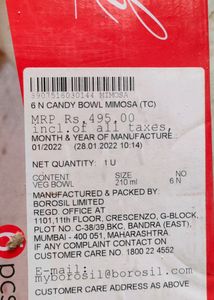 3907518030144 MIMOSA
6 N CANDY BOWL MIMOSA (TC)
MRP Rs.495.00
incl.of all taxes,
MONTH & YEAR OF MANUFACTURE
01/2022 (28.01.2022 10:14)
NET QUANTITY: 1 U
CONTENT SIZE NO
VEG BOWL 210 ml 6 N
MANUFACTURED & PACKED BY
BOROSIL LIMITED
REGD. OFFICE AT
1101,11TH FLOOR, CRESCENZO, G-BLOCK,
PLOT NO. C-38/39,BKC, BANDRA (EAST),
MUMBAI - 400 051, MAHARASHTRA
IF ANY COMPLAINT CONTACT ON
CUSTOMER CARE NO. 1800 22 4552
E-mail:
myborosil@borosil.com
CUSTOMER CARE ADDRESS SAME AS ABOVE
pcs